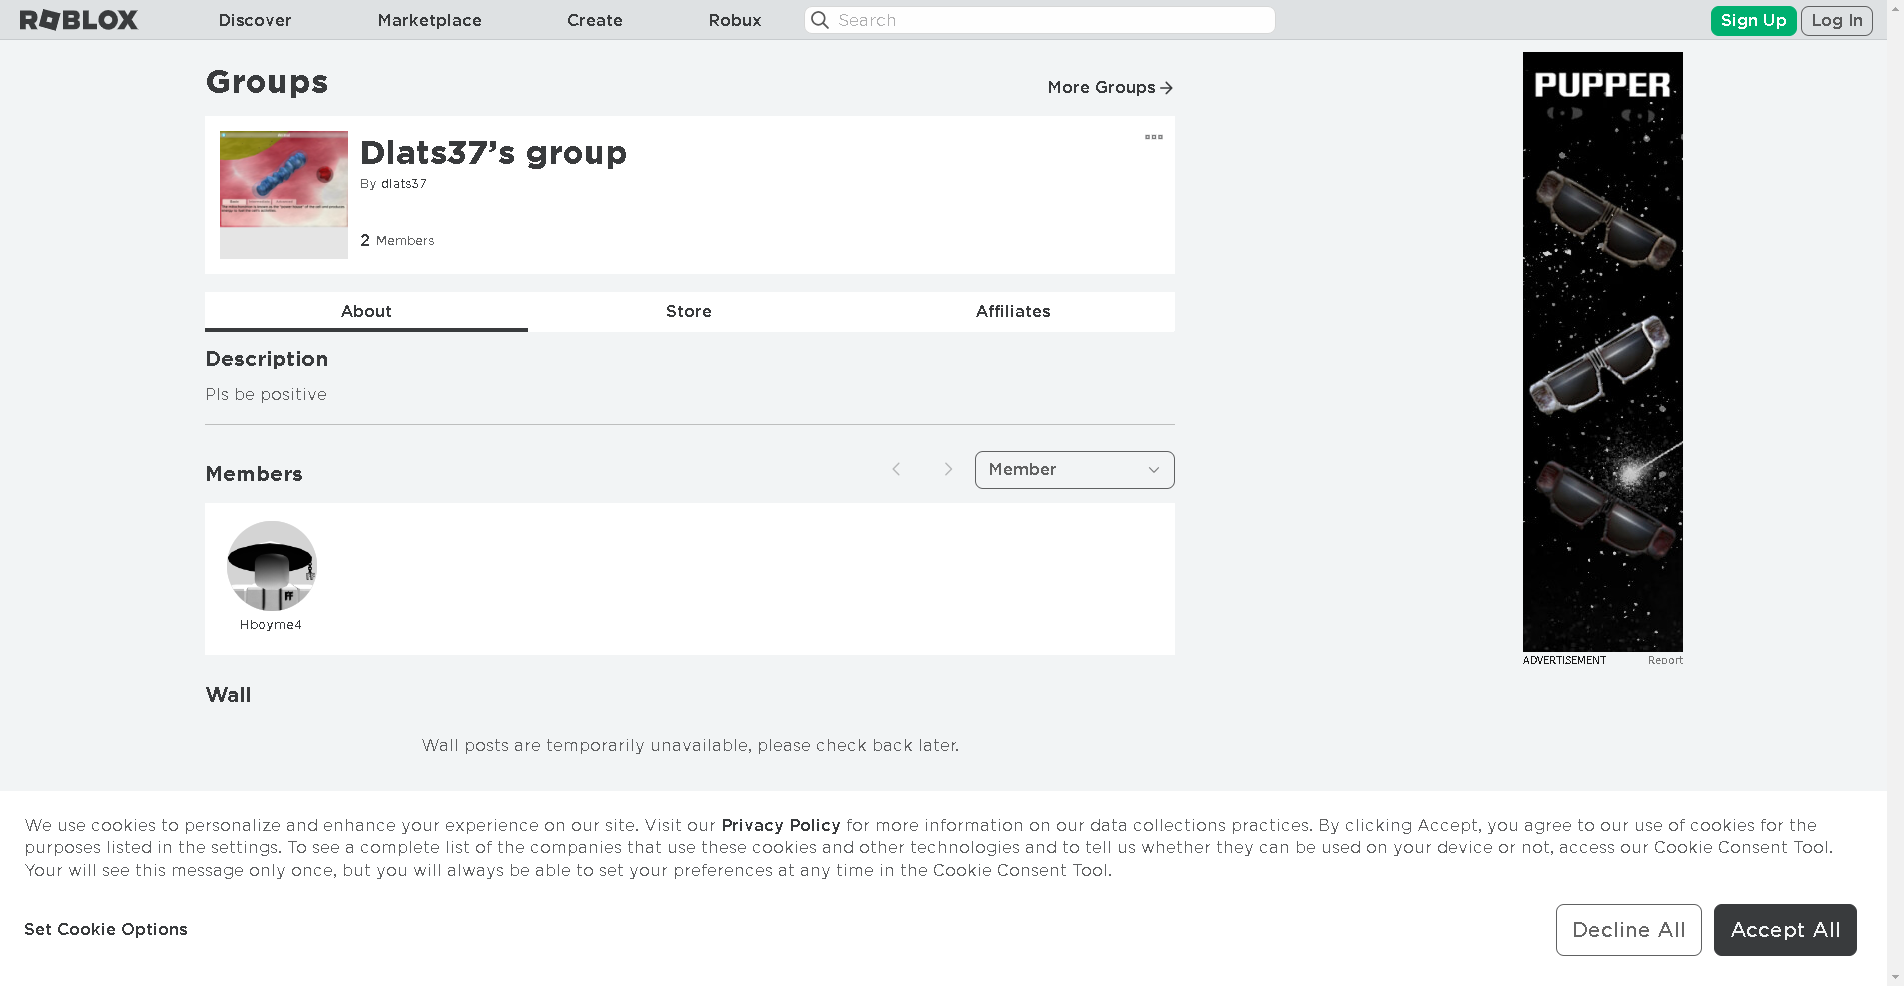 ROBLOX
Discover
Marketplace
Create
Robux
Search
Sign Up
Log In
Groups
More Groups
Dlats37's group
By dlats37
2 Members
About
Store
Affiliates
Description
Pls be positive
Members
Member
Hboyme4
Wall
Wall posts are temporarily unavailable, please check back later.
PUPPER
ADVERTISEMENT
Report
We use cookies to personalize and enhance your experience on our site. Visit our Privacy Policy for more information on our data collections practices. By clicking Accept, you agree to our use of cookies for the
purposes listed in the settings. To see a complete list of the companies that use these cookies and other technologies and to tell us whether they can be used on your device or not, access our Cookie Consent Tool.
Your will see this message only once, but you will always be able to set your preferences at any time in the Cookie Consent Tool.
Set Cookie Options
Decline All
Accept All